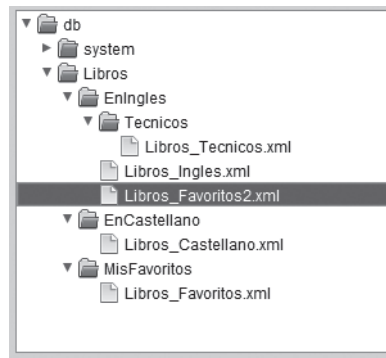 db
system
Libros
EnIngles
Tecnicos
Libros_Tecnicos.xml
Libros_Ingles.xml
Libros_Favoritos2.xml
EnCastellano
Libros_Castellano.xml
MisFavoritos
Libros_Favoritos.xml